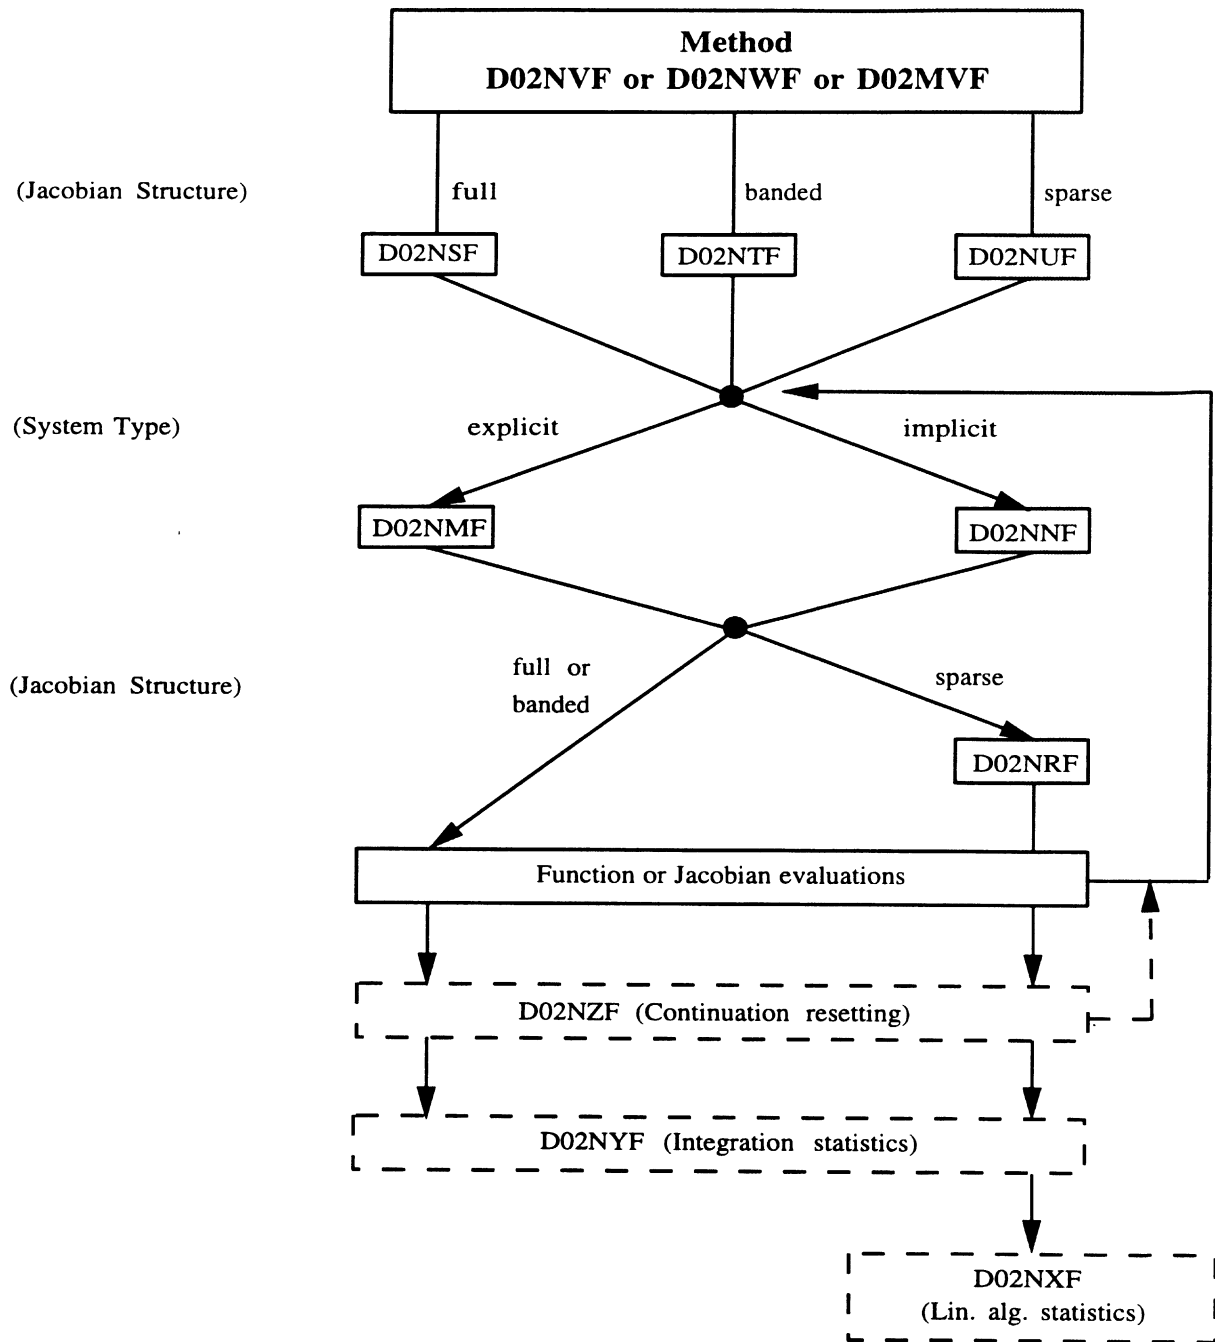 Method
D02NVF or D02NWF or D02MVF
(Jacobian Structure)
full
banded
sparse
D02NSF
D02NTF
D02NUF
(System Type)
explicit
implicit
D02NMF
D02NNF
(Jacobian Structure)
full or
banded
sparse
D02NRF
Function or Jacobian evaluations
D02NZF (Continuation resetting)
D02NYF (Integration statistics)
D02NXF
(Lin. alg. statistics)